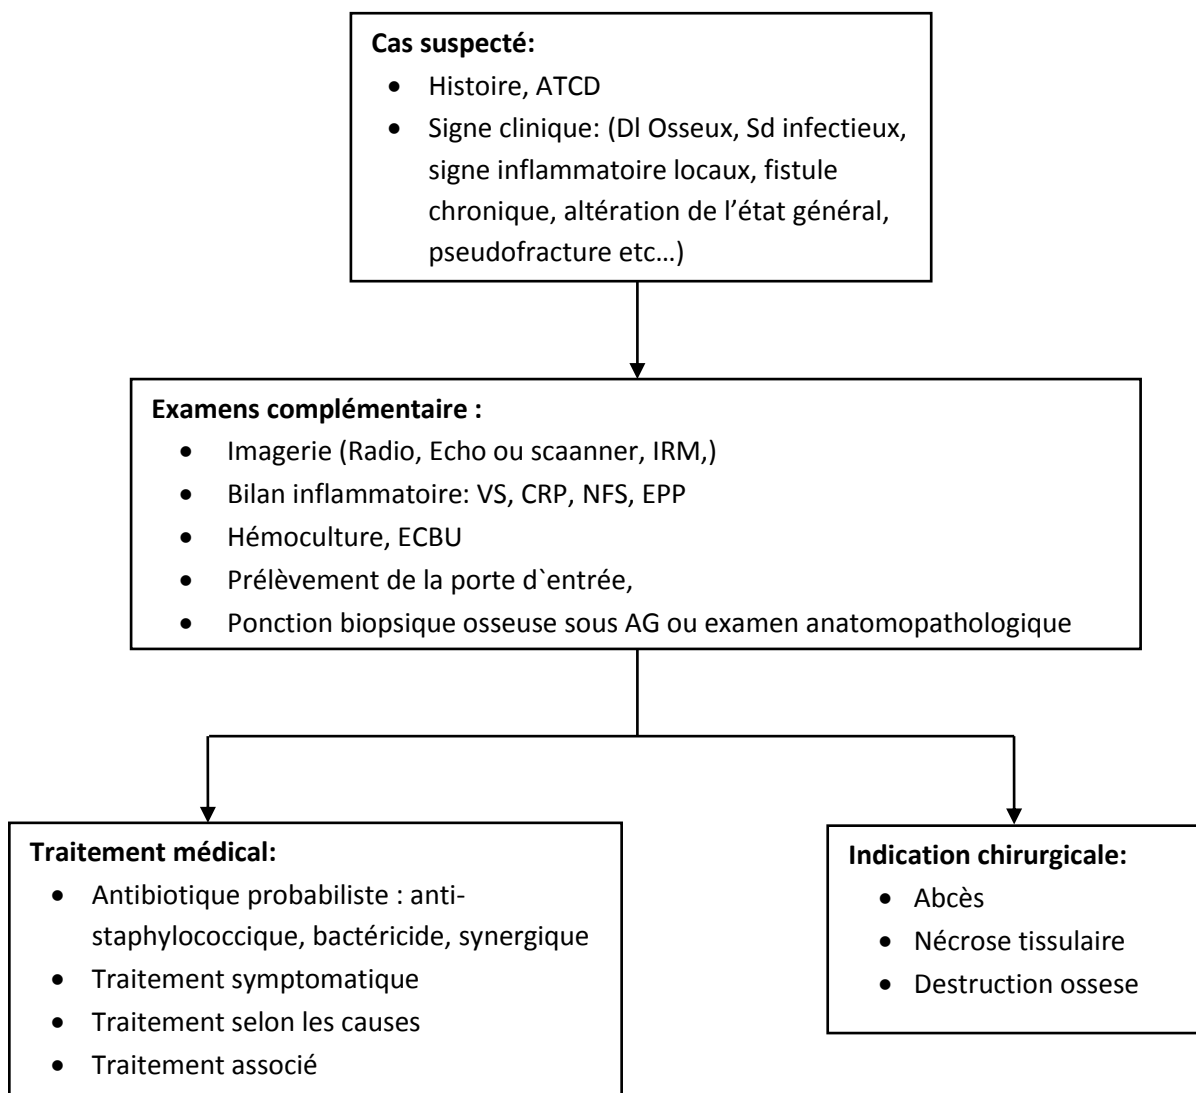 Cas suspecté:
• Histoire, ATCD
• Signe clinique: (Dl Osseux, Sd infectieux,
signe inflammatoire locaux, fistule
chronique, altération de l’état général,
pseudofracture etc…)
Examens complémentaire :
• Imagerie (Radio, Echo ou scaanner, IRM,)
• Bilan inflammatoire: VS, CRP, NFS, EPP
• Hémoculture, ECBU
• Prélèvement de la porte d`entrée,
• Ponction biopsique osseuse sous AG ou examen anatomopathologique
Traitement médical:
• Antibiotique probabiliste : anti-
staphylococcique, bactéricide, synergique
• Traitement symptomatique
• Traitement selon les causes
• Traitement associé
Indication chirurgicale:
• Abcès
• Nécrose tissulaire
• Destruction ossese